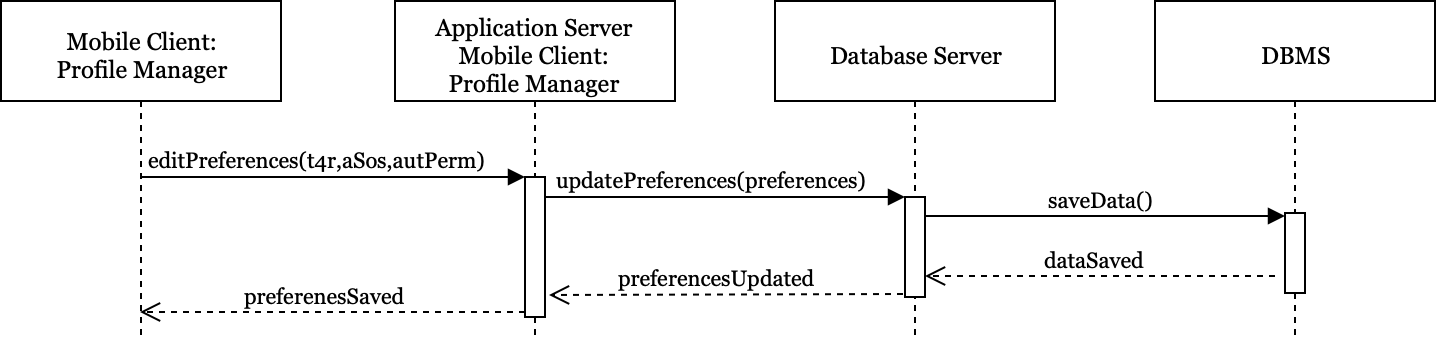 Mobile Client:
Profile Manager
Application Server
Mobile Client:
Profile Manager
Database Server
DBMS
editPreferences(t4r,aSos,autPerm)
updatePreferences(preferences)
saveData()
dataSaved
preferencesUpdated
preferenesSaved